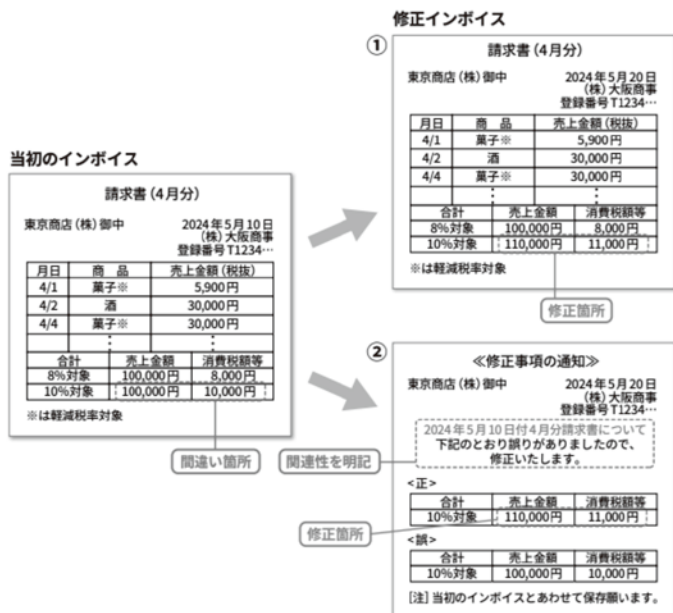 当初のインボイス
請求書（4月分）
東京商店（株）御中 2024年5月10日
（株）大阪商事
登録番号T1234…
月日 商 品 売上金額（税抜）
4/1 菓子※ 5,900円
4/2 酒 30,000円
4/4 菓子※ 30,000円
⋮ ⋮
合計 売上金額 消費税額等
8%対象 100,000円 8,000円
10%対象 100,000円 10,000円
※は軽減税率対象
間違い箇所
修正インボイス
①
請求書（4月分）
東京商店（株）御中 2024年5月20日
（株）大阪商事
登録番号T1234…
月日 商 品 売上金額（税抜）
4/1 菓子※ 5,900円
4/2 酒 30,000円
4/4 菓子※ 30,000円
⋮ ⋮
合計 売上金額 消費税額等
8%対象 100,000円 8,000円
10%対象 110,000円 11,000円
※は軽減税率対象
修正箇所
②
≪修正事項の通知≫
東京商店（株）御中 2024年5月20日
（株）大阪商事
登録番号T1234…
2024年5月10日付4月分請求書について
下記のとおり誤りがありましたので、
修正いたします。
関連性を明記
<正>
合計 売上金額 消費税額等
10%対象 110,000円 11,000円
修正箇所
<誤>
合計 売上金額 消費税額等
10%対象 100,000円 10,000円
［注］当初のインボイスとあわせて保存願います。